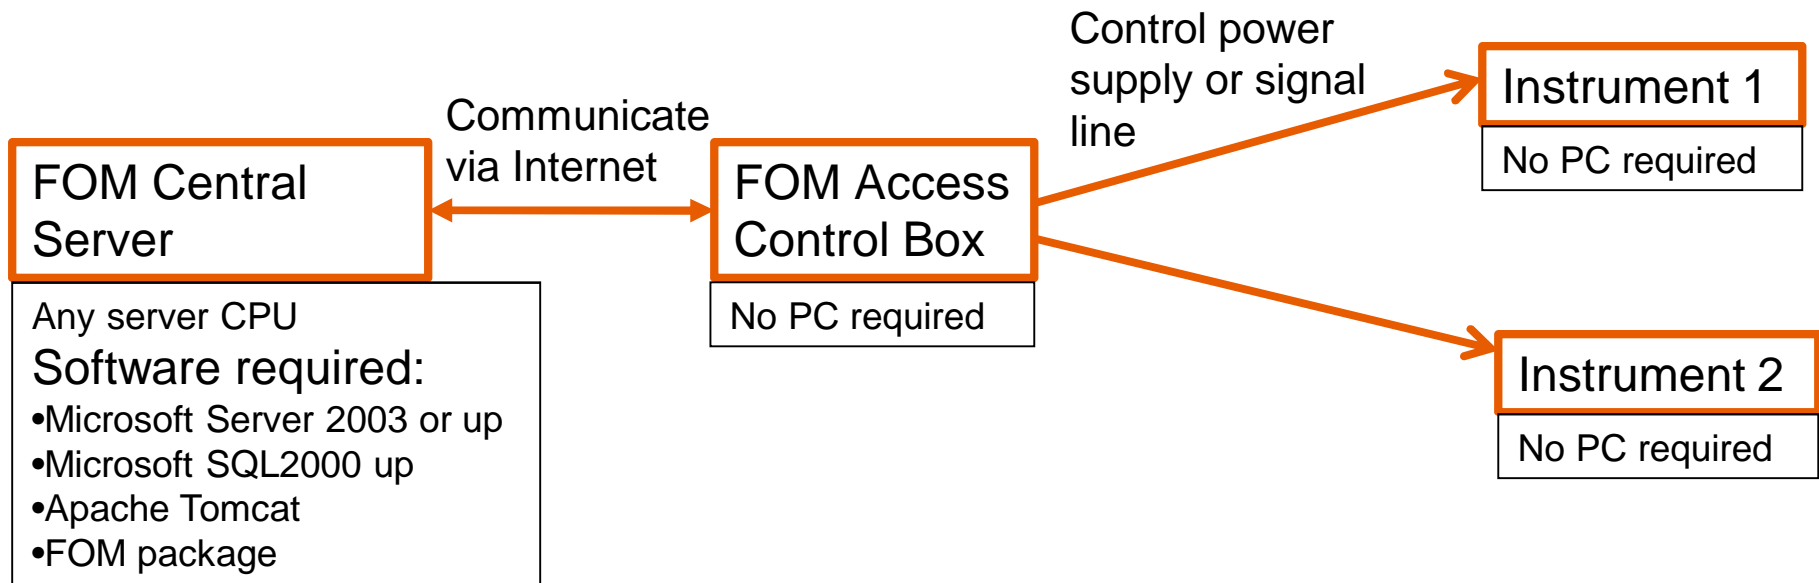 FOM Central
Server
Any server CPU
Software required:
•Microsoft Server 2003 or up
•Microsoft SQL2000 up
•Apache Tomcat
•FOM package
Communicate
via Internet
FOM Access
Control Box
No PC required
Control power
supply or signal
line
Instrument 1
No PC required
Instrument 2
No PC required